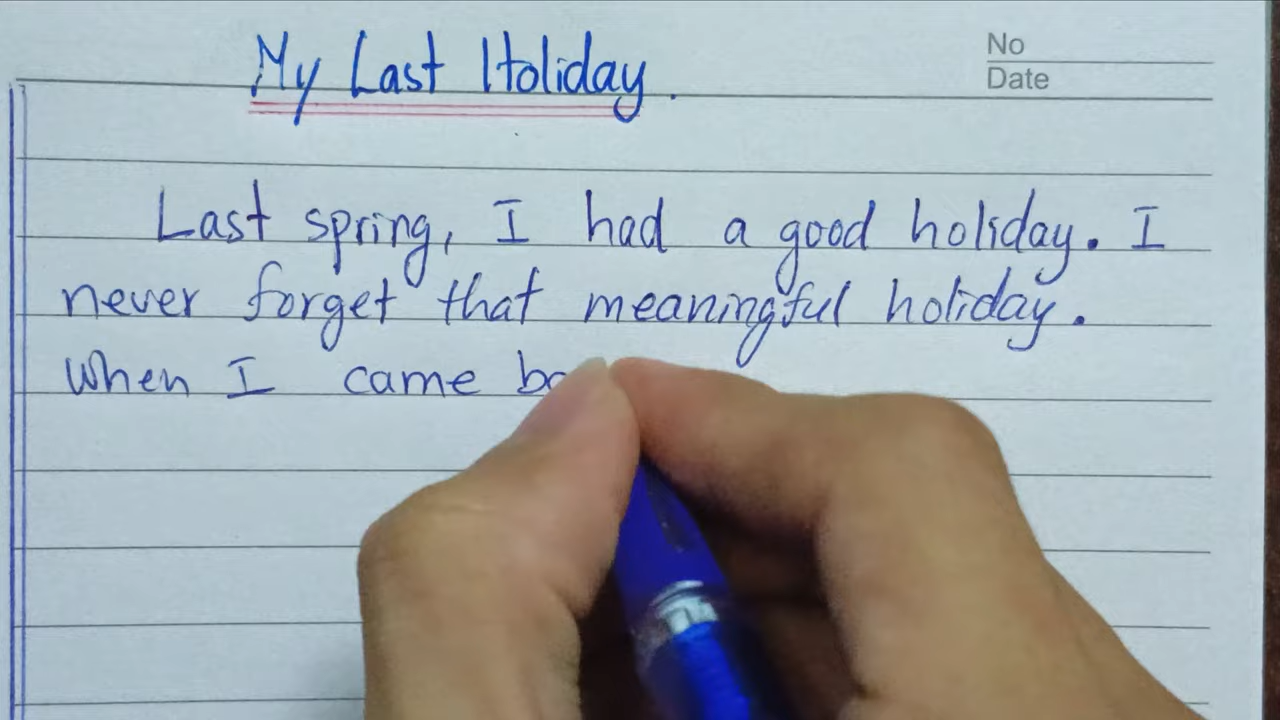 My Last Holiday.
No
Date
Last spring, I had a good holiday. I
never forget that meaningful holiday.
When I came